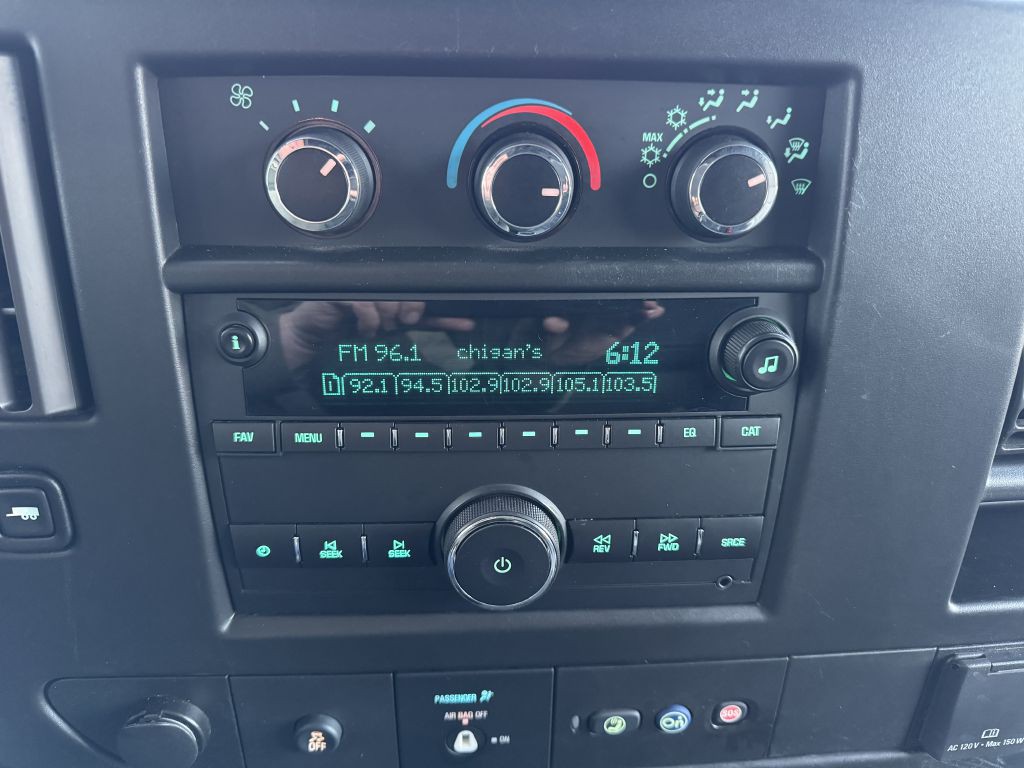 MAX
i
FM 96.1 chigan's 6:12
1 92.1 94.5 102.9 102.9 105.1 103.5
FAV MENU EQ CAT
SEEK SEEK REV FWD SRCE
PASSENGER
AIR BAG OFF
ON
OFF
SOS
AC 120 V • Max 150 W